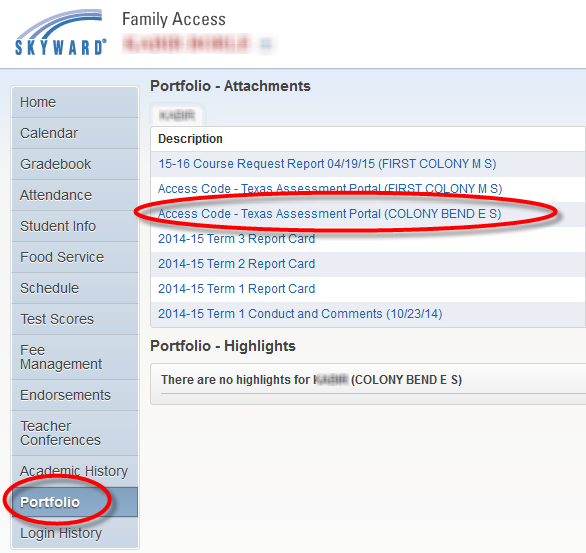 SKYWARD®
Family Access
Home
Calendar
Gradebook
Attendance
Student Info
Food Service
Schedule
Test Scores
Fee
Management
Endorsements
Teacher
Conferences
Academic History
Portfolio
Login History
Portfolio - Attachments
Description
15-16 Course Request Report 04/19/15 (FIRST COLONY M S)
Access Code - Texas Assessment Portal (FIRST COLONY M S)
Access Code - Texas Assessment Portal (COLONY BEND E S)
2014-15 Term 3 Report Card
2014-15 Term 2 Report Card
2014-15 Term 1 Report Card
2014-15 Term 1 Conduct and Comments (10/23/14)
Portfolio - Highlights
There are no highlights for (COLONY BEND E S)